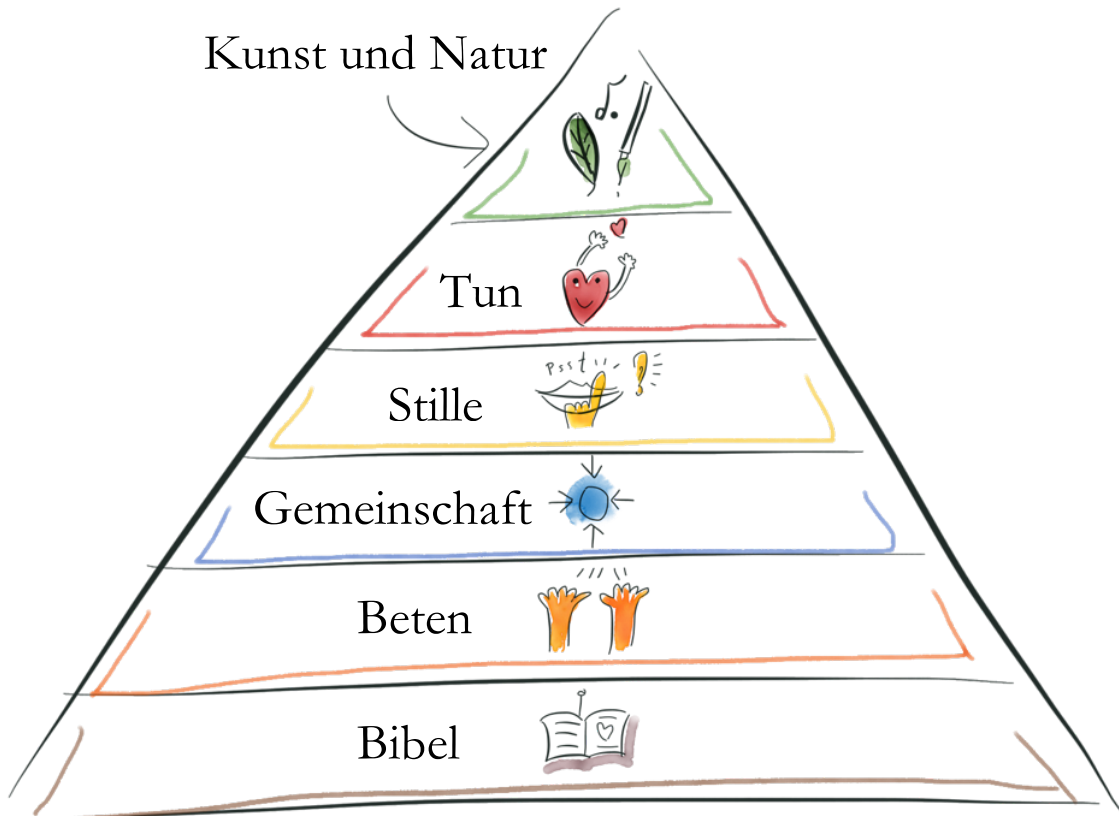 Kunst und Natur
Tun
psst
Stille
Gemeinschaft
Beten
Bibel